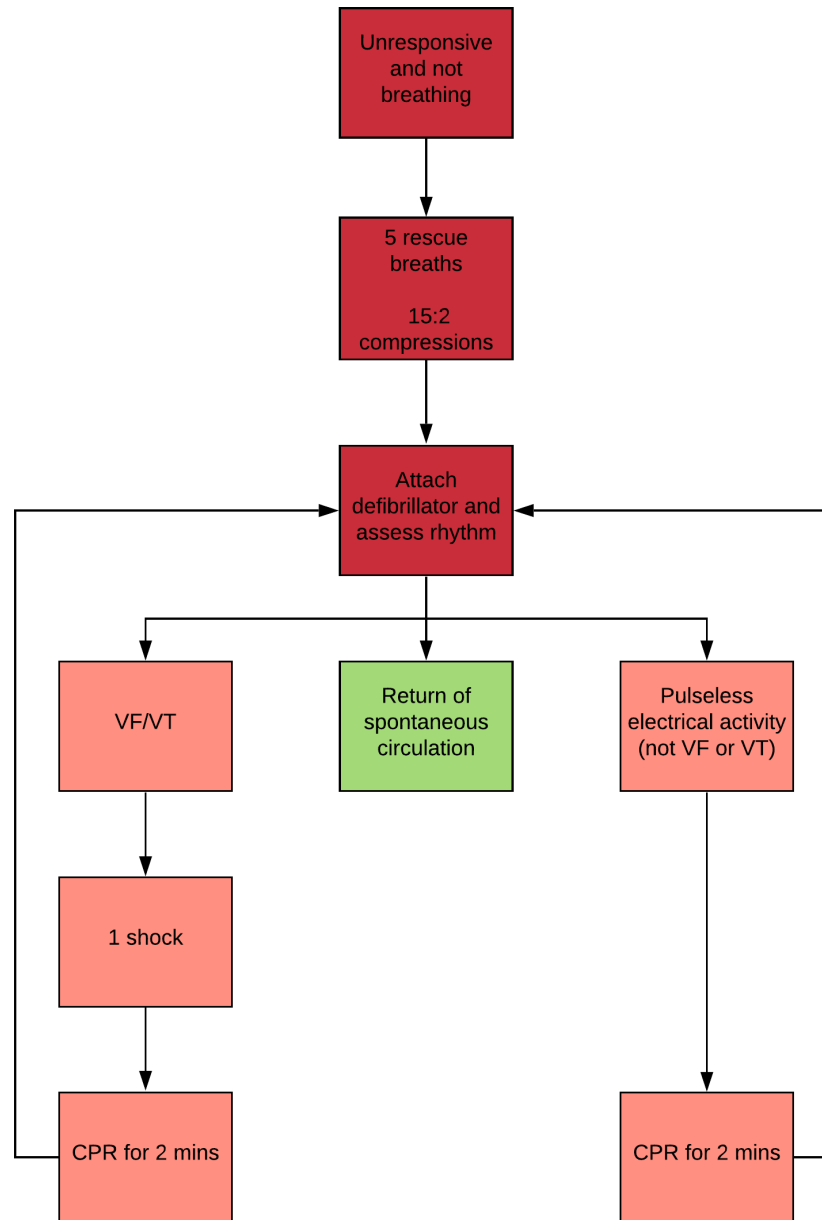 Unresponsive
and not
breathing
5 rescue
breaths
15:2
compressions
Attach
defibrillator and
assess rhythm
VF/VT
Return of
spontaneous
circulation
Pulseless
electrical activity
(not VF or VT)
1 shock
CPR for 2 mins
CPR for 2 mins